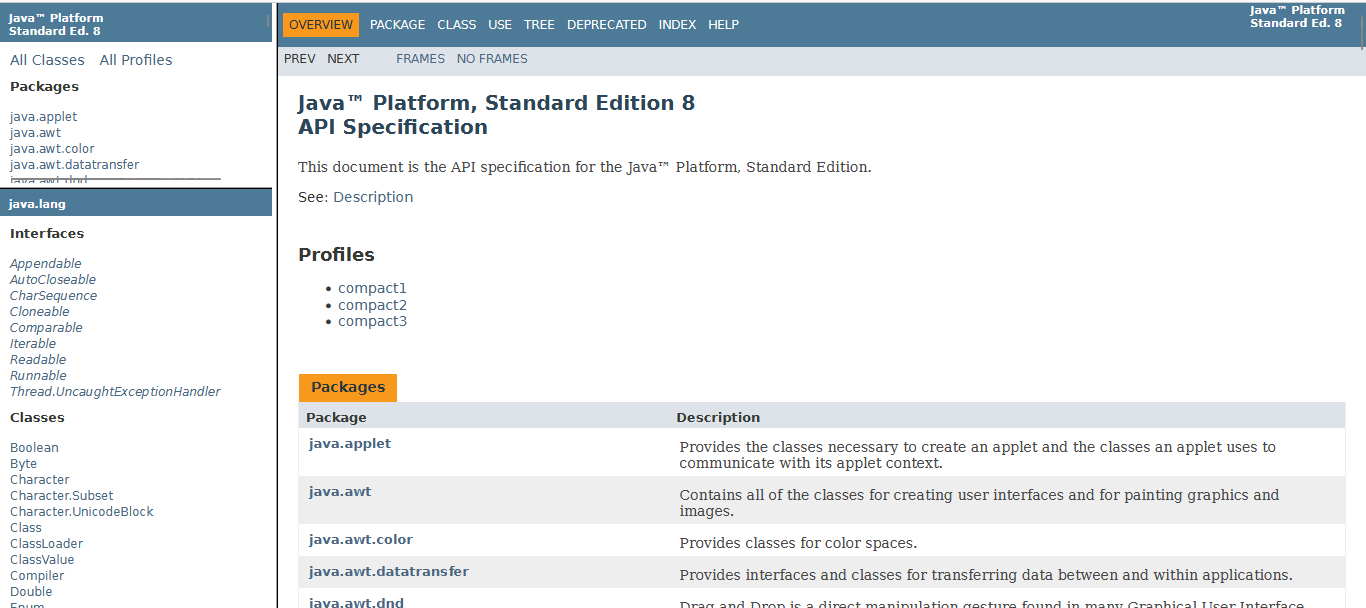 Java™ Platform
Standard Ed. 8
All Classes All Profiles
Packages
java.applet
java.awt
java.awt.color
java.awt.datatransfer
java.awt.dnd
java.lang
Interfaces
Appendable
AutoCloseable
CharSequence
Cloneable
Comparable
Iterable
Readable
Runnable
Thread.UncaughtExceptionHandler
Classes
Boolean
Byte
Character
Character.Subset
Character.UnicodeBlock
Class
ClassLoader
ClassValue
Compiler
Double
Enum
OVERVIEW PACKAGE CLASS USE TREE DEPRECATED INDEX HELP
Java™ Platform
Standard Ed. 8
PREV NEXT FRAMES NO FRAMES
Java™ Platform, Standard Edition 8
API Specification
This document is the API specification for the Java™ Platform, Standard Edition.
See: Description
Profiles
• compact1
• compact2
• compact3
Packages
Package Description
java.applet Provides the classes necessary to create an applet and the classes an applet uses to
communicate with its applet context.
java.awt Contains all of the classes for creating user interfaces and for painting graphics and
images.
java.awt.color Provides classes for color spaces.
java.awt.datatransfer Provides interfaces and classes for transferring data between and within applications.
java.awt.dnd Drag and Drop is a direct manipulation gesture found in many Graphical User Interface